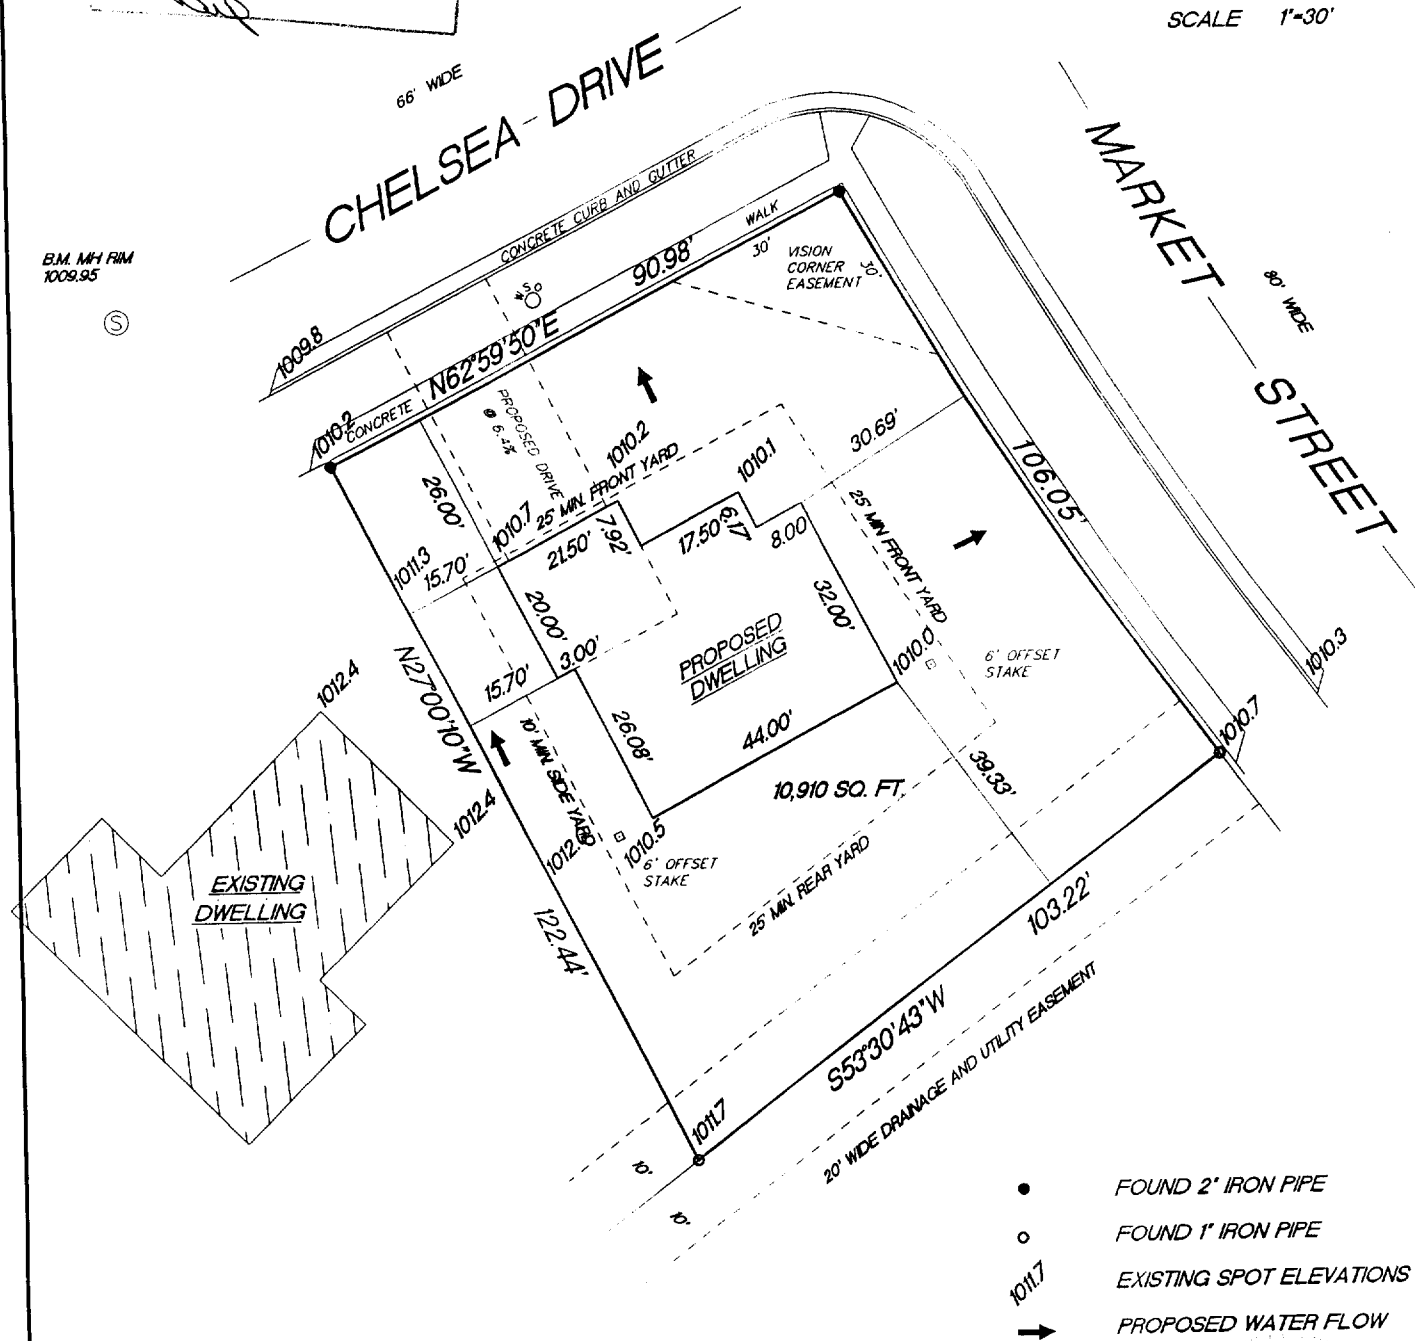 SCALE 1"=30'
CHELSEA DRIVE
66' WIDE
MARKET STREET
80' WIDE
B.M. MH RIM
1009.95
S
CONCRETE CURB AND GUTTER
WALK
CONCRETE
90.98'
N62°59'50"E
30'
30'
VISION
CORNER
EASEMENT
W S O
1009.8
1010.2
PROPOSED DRIVE
@ 6.4%
1010.2
25' MIN. FRONT YARD
1010.1
30.69'
106.05'
26.00'
1010.7
21.50'
7.92'
17.50'
6.17'
8.00'
25' MIN FRONT YARD
1011.3
15.70'
20.00'
3.00'
32.00'
PROPOSED
DWELLING
1010.0
6' OFFSET
STAKE
1010.3
1010.7
N27°00'10"W
1012.4
15.70'
26.08'
44.00'
39.33'
10' MIN. SIDE YARD
10,910 SQ. FT.
1012.4
1010.5
6' OFFSET
STAKE
25' MIN. REAR YARD
EXISTING
DWELLING
122.44'
103.22'
S53°30'43"W
20' WIDE DRAINAGE AND UTILITY EASEMENT
1011.7
10'
10'
FOUND 2" IRON PIPE
FOUND 1" IRON PIPE
1011.7 EXISTING SPOT ELEVATIONS
PROPOSED WATER FLOW